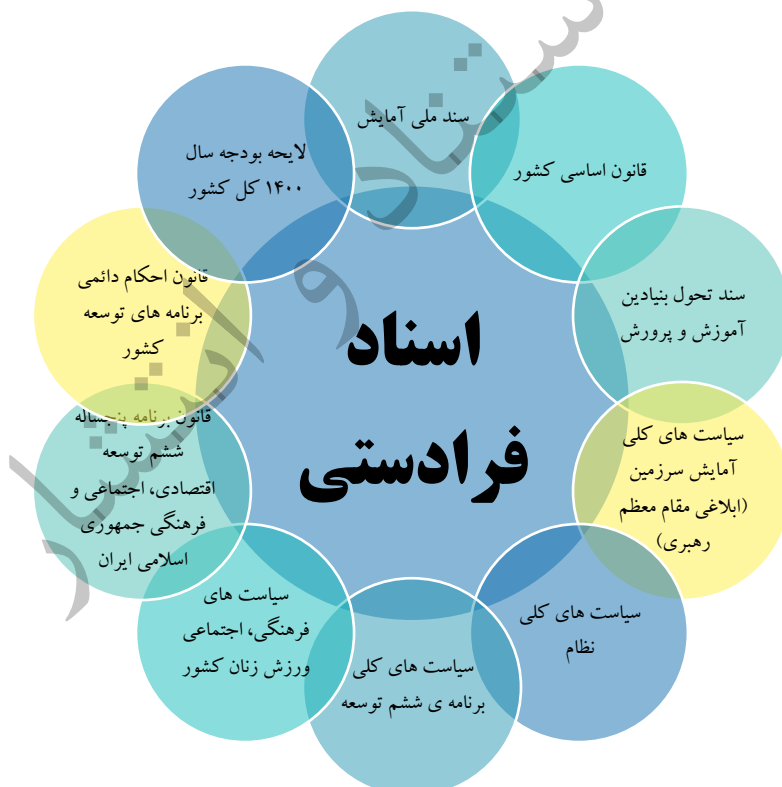 سند ملی آمایش
قانون اساسی کشور
سند تحول بنیادین
آموزش و پرورش
سیاست های کلی
آمایش سرزمین
(ابلاغی مقام معظم
رهبری)
سیاست های کلی
نظام
سیاست های کلی
برنامه ی ششم توسعه
سیاست های
فرهنگی، اجتماعی
ورزش زنان کشور
قانون برنامه پنجساله
ششم توسعه
اقتصادی، اجتماعی و
فرهنگی جمهوری
اسلامی ایران
قانون احکام دائمی
برنامه های توسعه
کشور
لایحه بودجه سال
۱۴۰۰ کل کشور
اسناد
فرادستی